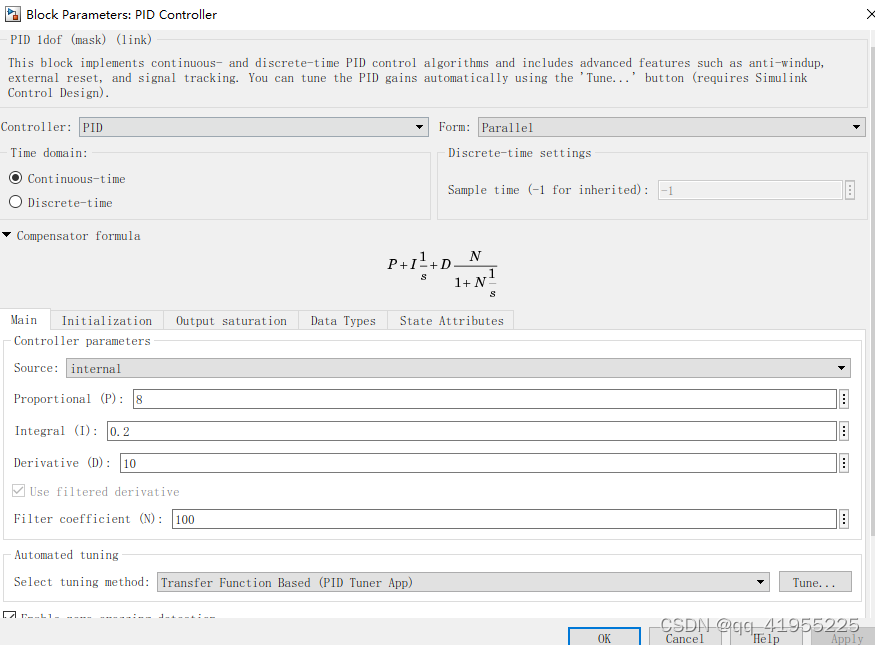 Block Parameters: PID Controller
PID 1dof (mask) (link)
This block implements continuous- and discrete-time PID control algorithms and includes advanced features such as anti-windup,
external reset, and signal tracking. You can tune the PID gains automatically using the 'Tune...' button (requires Simulink
Control Design).
Controller: PID Form: Parallel
Time domain: Discrete-time settings
Continuous-time
Sample time (-1 for inherited): -1
Discrete-time
Compensator formula
P+I 1/s + D N/(1+N 1/s)
Main Initialization Output saturation Data Types State Attributes
Controller parameters
Source: internal
Proportional (P): 8
Integral (I): 0.2
Derivative (D): 10
Use filtered derivative
Filter coefficient (N): 100
Automated tuning
Select tuning method: Transfer Function Based (PID Tuner App) Tune...
Enable zero-crossing detection
OK Cancel Help Apply
CSDN @qq_41955225